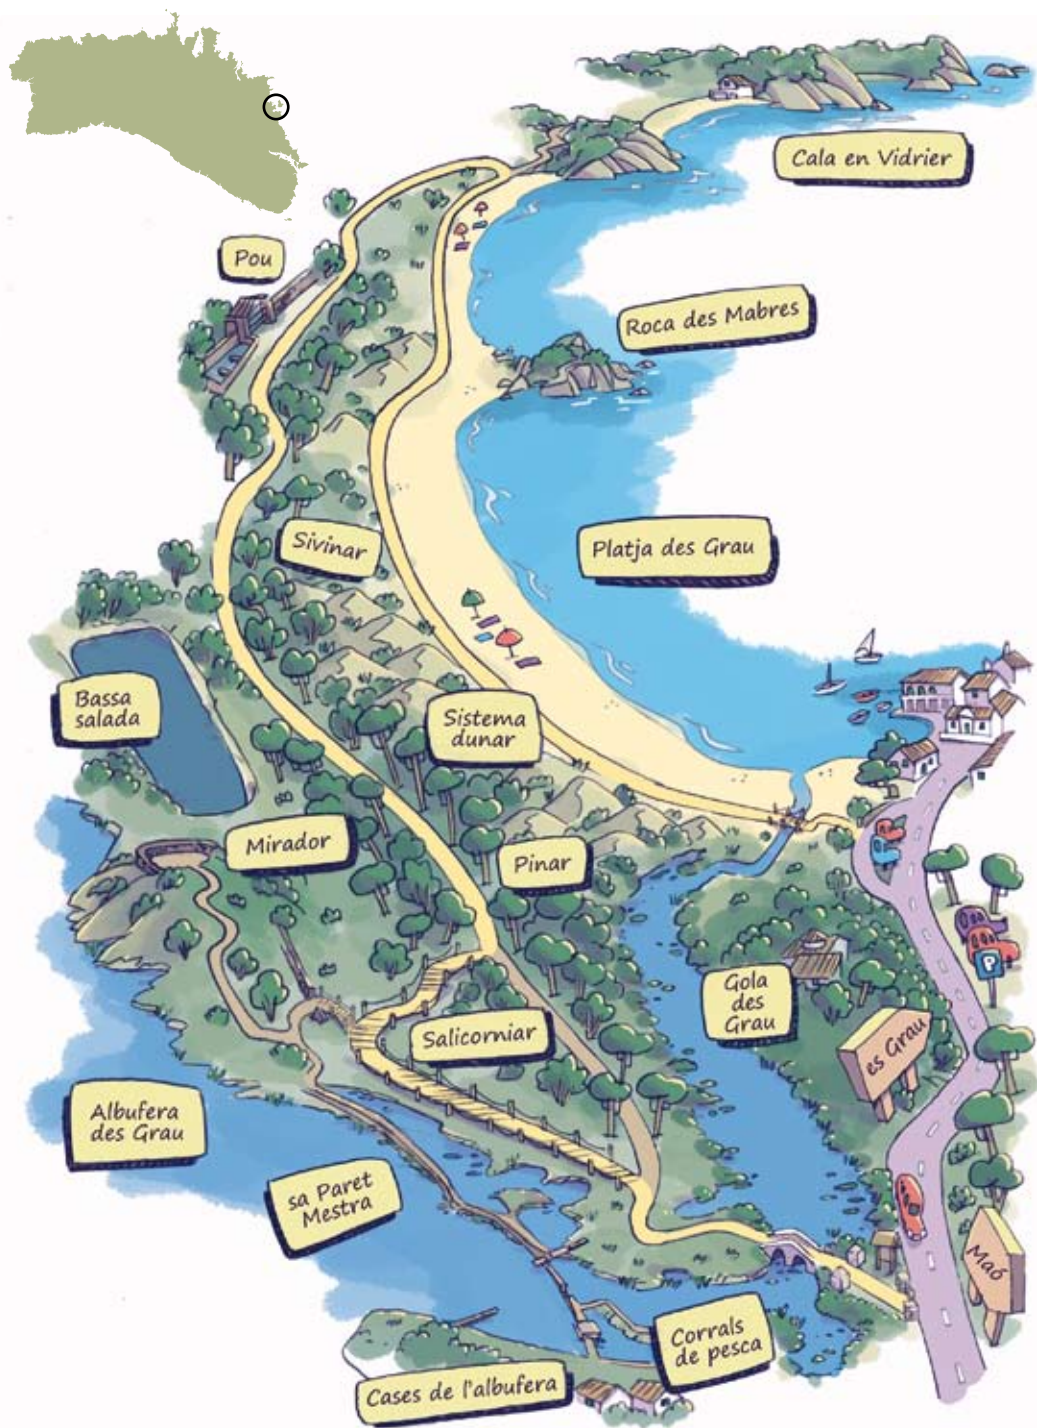 Cala en Vidrier
Pou
Roca des Mabres
Sivinar
Platja des Grau
Bassa
salada
Sistema
dunar
Mirador
Pinar
Gola
des
Grau
P
Salicorniar
es Grau
Albufera
des Grau
sa Paret
Mestra
Maó
Corrals
de pesca
Cases de l'albufera